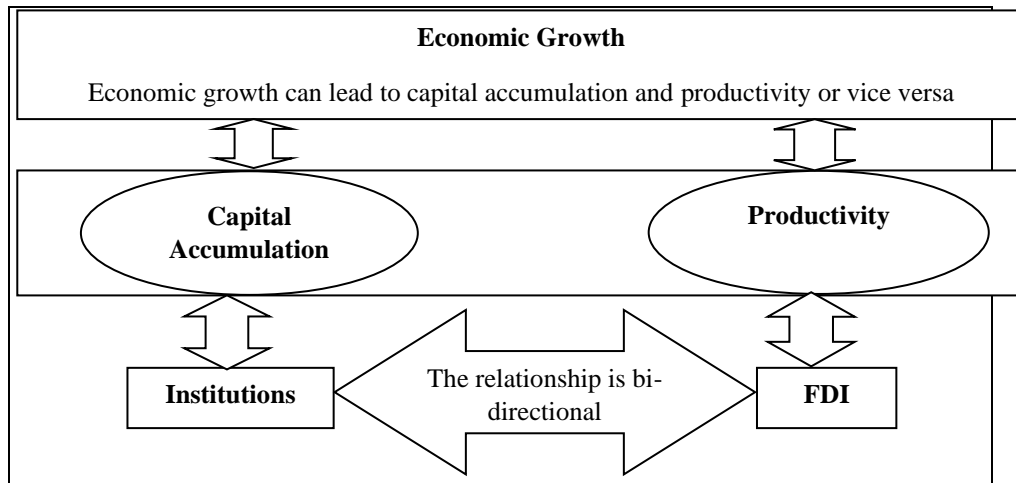 Economic Growth
Economic growth can lead to capital accumulation and productivity or vice versa
Capital
Accumulation
Productivity
Institutions
The relationship is bi-
directional
FDI